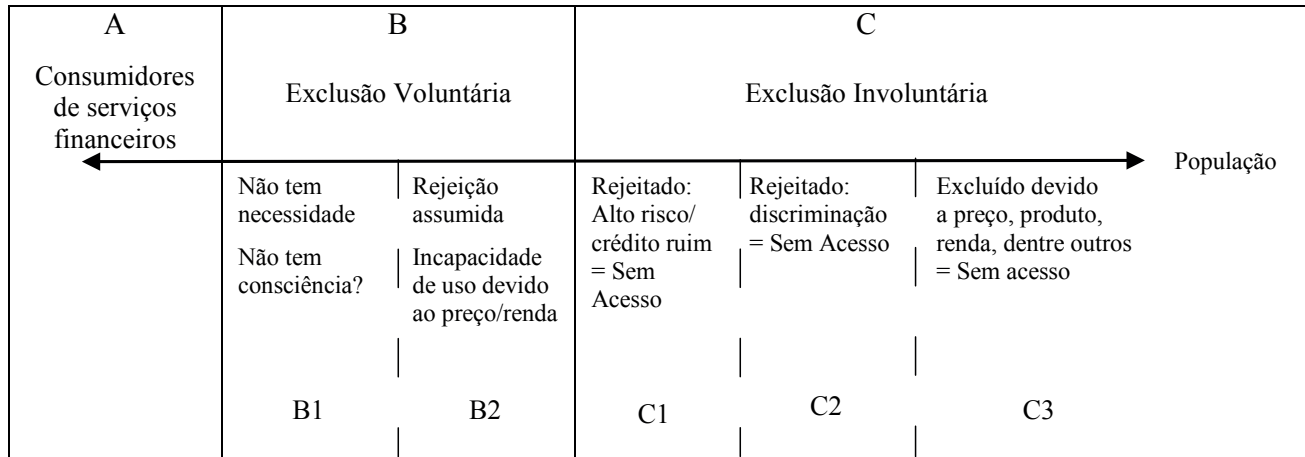 A
Consumidores
de serviços
financeiros
B
Exclusão Voluntária
C
Exclusão Involuntária
População
Não tem
necessidade
Não tem
consciência?
B1
Rejeição
assumida
Incapacidade
de uso devido
ao preço/renda
B2
Rejeitado:
Alto risco/
crédito ruim
= Sem
Acesso
C1
Rejeitado:
discriminação
= Sem Acesso
C2
Excluído devido
a preço, produto,
renda, dentre outros
= Sem acesso
C3